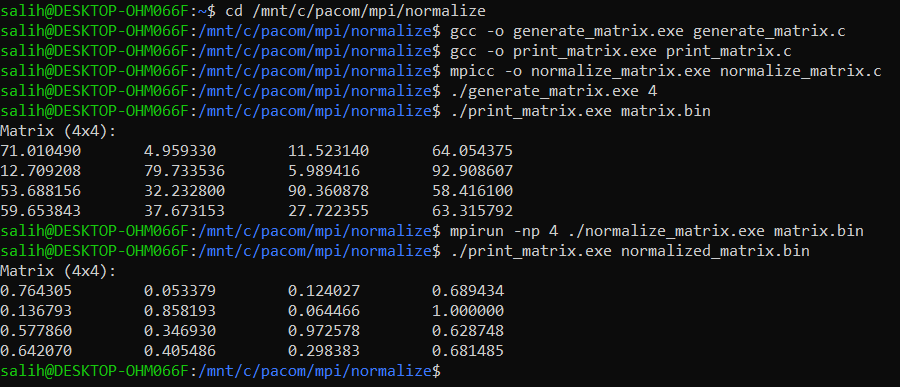 salih@DESKTOP-OHM066F:~$ cd /mnt/c/pacom/mpi/normalize
salih@DESKTOP-OHM066F:/mnt/c/pacom/mpi/normalize$ gcc -o generate_matrix.exe generate_matrix.c
salih@DESKTOP-OHM066F:/mnt/c/pacom/mpi/normalize$ gcc -o print_matrix.exe print_matrix.c
salih@DESKTOP-OHM066F:/mnt/c/pacom/mpi/normalize$ mpicc -o normalize_matrix.exe normalize_matrix.c
salih@DESKTOP-OHM066F:/mnt/c/pacom/mpi/normalize$ ./generate_matrix.exe 4
salih@DESKTOP-OHM066F:/mnt/c/pacom/mpi/normalize$ ./print_matrix.exe matrix.bin
Matrix (4x4):
71.010490 4.959330 11.523140 64.054375
12.709208 79.733536 5.989416 92.908607
53.688156 32.232800 90.360878 58.416100
59.653843 37.673153 27.722355 63.315792
salih@DESKTOP-OHM066F:/mnt/c/pacom/mpi/normalize$ mpirun -np 4 ./normalize_matrix.exe matrix.bin
salih@DESKTOP-OHM066F:/mnt/c/pacom/mpi/normalize$ ./print_matrix.exe normalized_matrix.bin
Matrix (4x4):
0.764305 0.053379 0.124027 0.689434
0.136793 0.858193 0.064466 1.000000
0.577860 0.346930 0.972578 0.628748
0.642070 0.405486 0.298383 0.681485
salih@DESKTOP-OHM066F:/mnt/c/pacom/mpi/normalize$